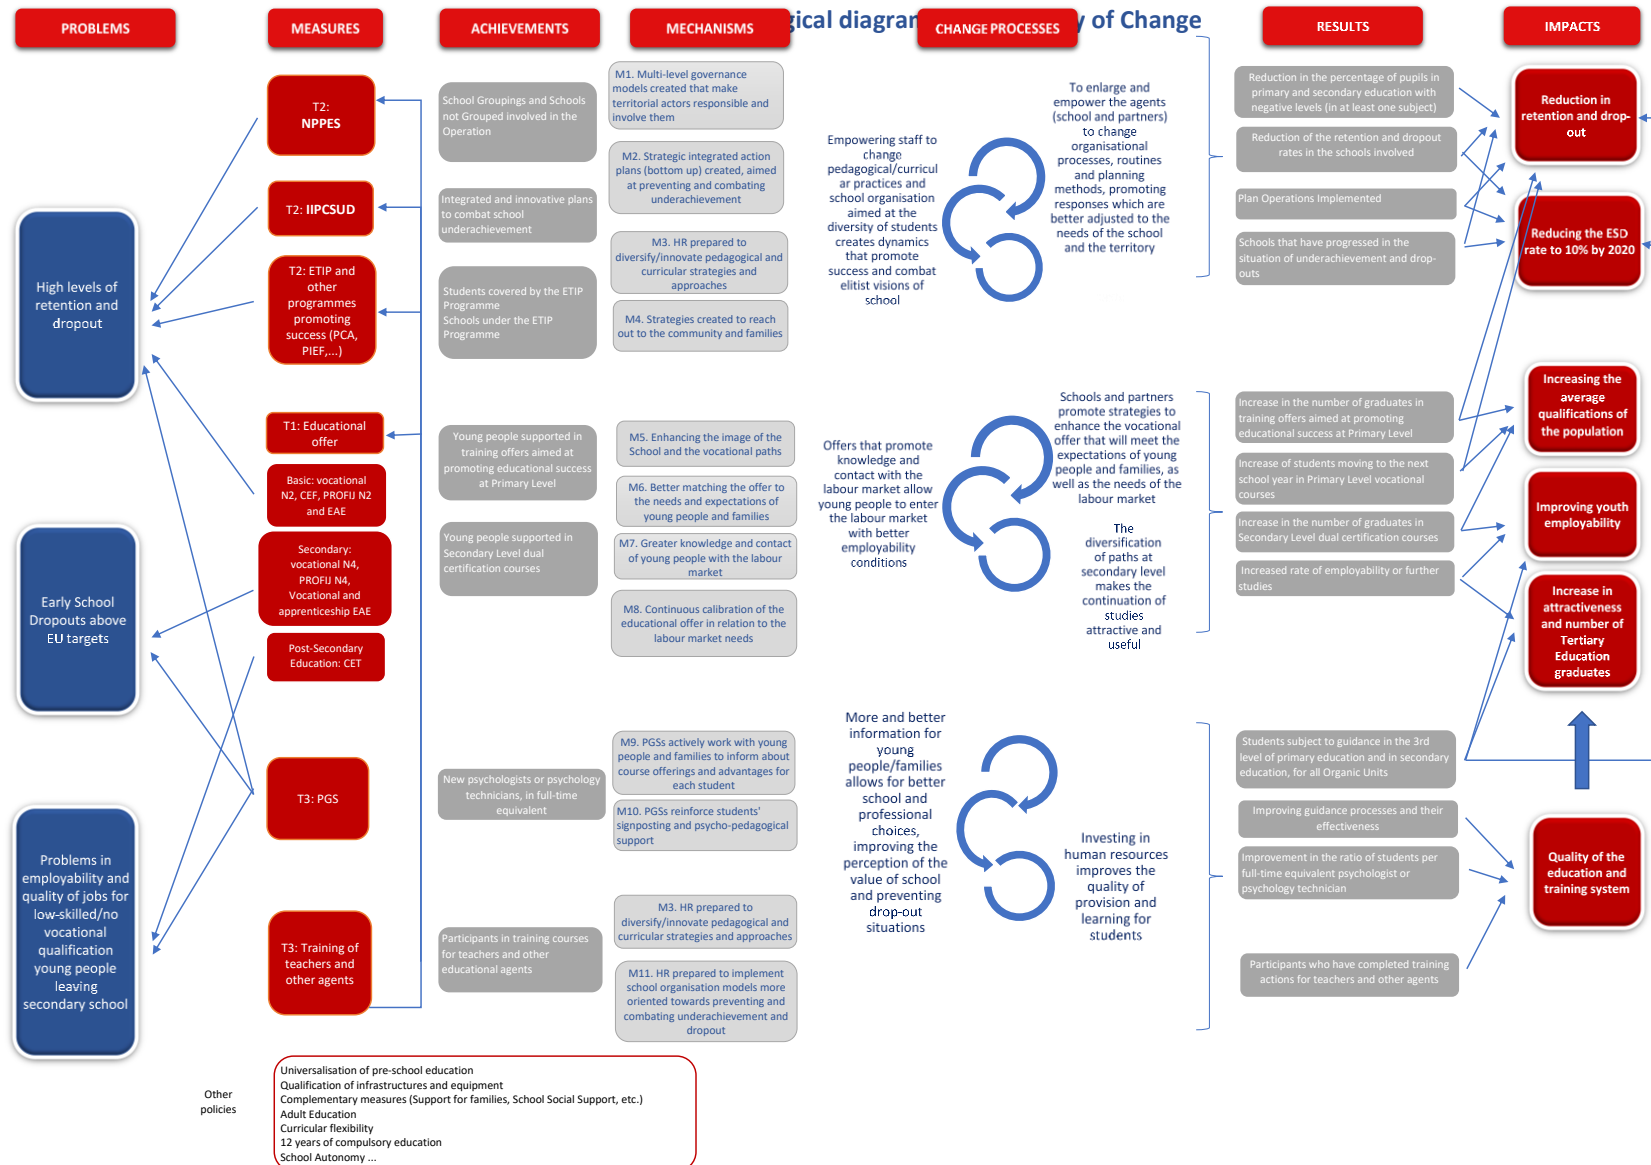 gical diagram
y of Change
PROBLEMS
MEASURES
ACHIEVEMENTS
MECHANISMS
CHANGE PROCESSES
RESULTS
IMPACTS
High levels of
retention and
dropout
Early School
Dropouts above
EU targets
Problems in
employability and
quality of jobs for
low-skilled/no
vocational
qualification
young people
leaving
secondary school
T2:
NPPES
T2: IIPCSUD
T2: ETIP and
other
programmes
promoting
success (PCA,
PIEF,...)
T1: Educational
offer
Basic: vocational
N2, CEF, PROFIJ N2
and EAE
Secondary:
vocational N4,
PROFIJ N4,
Vocational and
apprenticeship EAE
Post-Secondary
Education: CET
T3: PGS
T3: Training of
teachers and
other agents
School Groupings and Schools
not Grouped involved in the
Operation
Integrated and innovative plans
to combat school
underachievement
Students covered by the ETIP
Programme
Schools under the ETIP
Programme
Young people supported in
training offers aimed at
promoting educational success
at Primary Level
Young people supported in
Secondary Level dual
certification courses
New psychologists or psychology
technicians, in full-time
equivalent
Participants in training courses
for teachers and other
educational agents
M1. Multi-level governance
models created that make
territorial actors responsible and
involve them
M2. Strategic integrated action
plans (bottom up) created, aimed
at preventing and combating
underachievement
M3. HR prepared to
diversify/innovate pedagogical and
curricular strategies and
approaches
M4. Strategies created to reach
out to the community and families
M5. Enhancing the image of the
School and the vocational paths
M6. Better matching the offer to
the needs and expectations of
young people and families
M7. Greater knowledge and contact
of young people with the labour
market
M8. Continuous calibration of the
educational offer in relation to the
labour market needs
M9. PGSs actively work with young
people and families to inform about
course offerings and advantages for
each student
M10. PGSs reinforce students'
signposting and psycho-pedagogical
support
M3. HR prepared to
diversify/innovate pedagogical and
curricular strategies and approaches
M11. HR prepared to implement
school organisation models more
oriented towards preventing and
combating underachievement and
dropout
Empowering staff to
change
pedagogical/curricul
ar practices and
school organisation
aimed at the
diversity of students
creates dynamics
that promote
success and combat
elitist visions of
school
To enlarge and
empower the agents
(school and partners)
to change
organisational
processes, routines
and planning
methods, promoting
responses which are
better adjusted to the
needs of the school
and the territory
Offers that promote
knowledge and
contact with the
labour market allow
young people to enter
the labour market
with better
employability
conditions
Schools and partners
promote strategies to
enhance the vocational
offer that will meet the
expectations of young
people and families, as
well as the needs of the
labour market
The
diversification
of paths at
secondary level
makes the
continuation of
studies
attractive and
useful
More and better
information for
young
people/families
allows for better
school and
professional
choices,
improving the
perception of the
value of school
and preventing
drop-out
situations
Investing in
human resources
improves the
quality of
provision and
learning for
students
Reduction in the percentage of pupils in
primary and secondary education with
negative levels (in at least one subject)
Reduction of the retention and dropout
rates in the schools involved
Plan Operations Implemented
Schools that have progressed in the
situation of underachievement and drop-
outs
Increase in the number of graduates in
training offers aimed at promoting
educational success at Primary Level
Increase of students moving to the next
school year in Primary Level vocational
courses
Increase in the number of graduates in
Secondary Level dual certification courses
Increased rate of employability or further
studies
Students subject to guidance in the 3rd
level of primary education and in secondary
education, for all Organic Units
Improving guidance processes and their
effectiveness
Improvement in the ratio of students per
full-time equivalent psychologist or
psychology technician
Participants who have completed training
actions for teachers and other agents
Reduction in
retention and drop-
out
Reducing the ESD
rate to 10% by 2020
Increasing the
average
qualifications of
the population
Improving youth
employability
Increase in
attractiveness
and number of
Tertiary
Education
graduates
Quality of the
education and
training system
Other
policies
Universalisation of pre-school education
Qualification of infrastructures and equipment
Complementary measures (Support for families, School Social Support, etc.)
Adult Education
Curricular flexibility
12 years of compulsory education
School Autonomy ...